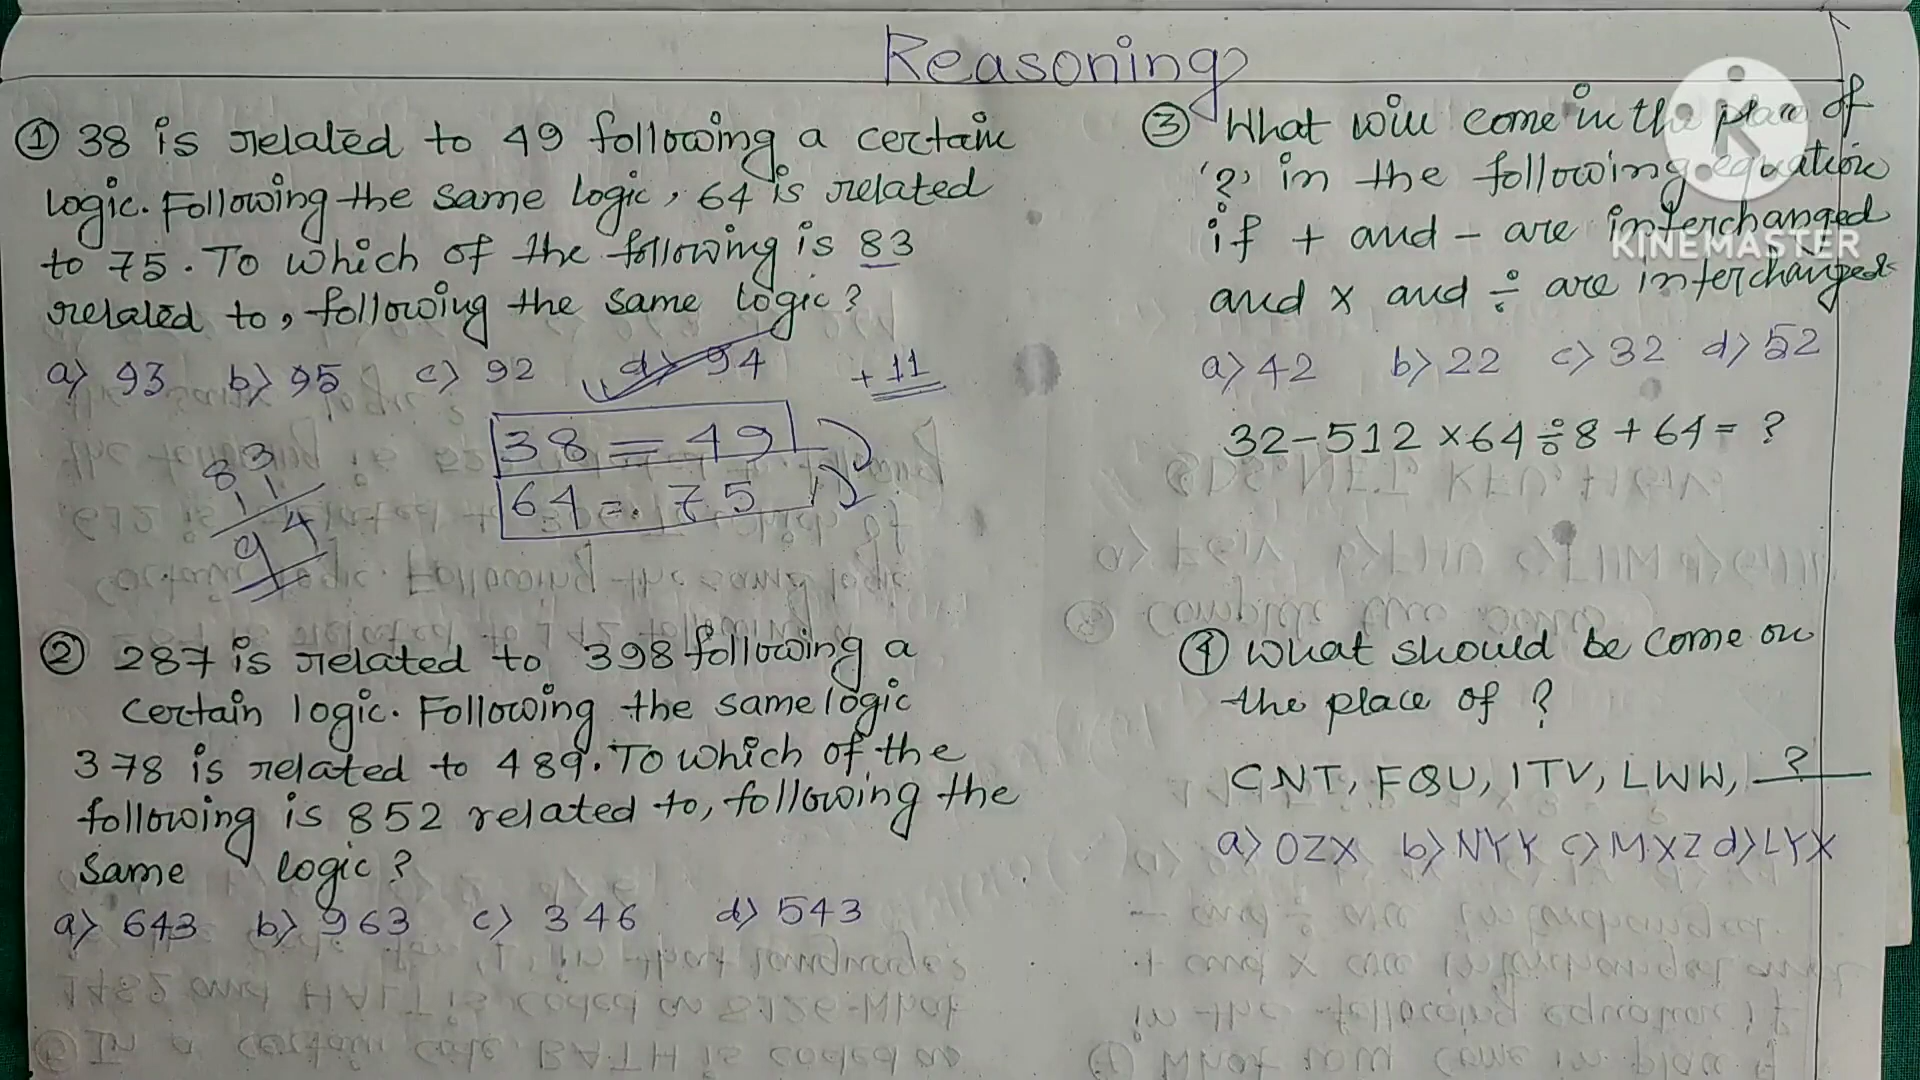 Reasoning
① 38 is related to 49 following a certain
logic. Following the same logic, 64 is related
to 75. To which of the following is 83
related to, following the same logic?
a) 93 b) 95 c) 92 d) 94 +11
38 = 49
64 = 75
83
11
94
② 287 is related to 398 following a
certain logic. Following the same logic
378 is related to 489. To which of the
following is 852 related to, following the
same logic?
a) 643 b) 963 c) 346 d) 543
③ What will come in the place of
'?' in the following equation
if + and - are interchanged
and x and ÷ are interchanged
a) 42 b) 22 c) 32 d) 52
32-512 x 64 ÷ 8 + 64 = ?
④ What should be come on
the place of ?
CNT, FQU, ITV, LWW, ?
a) OZX b) NYY c) MXZ d) LYX
KINEMASTER